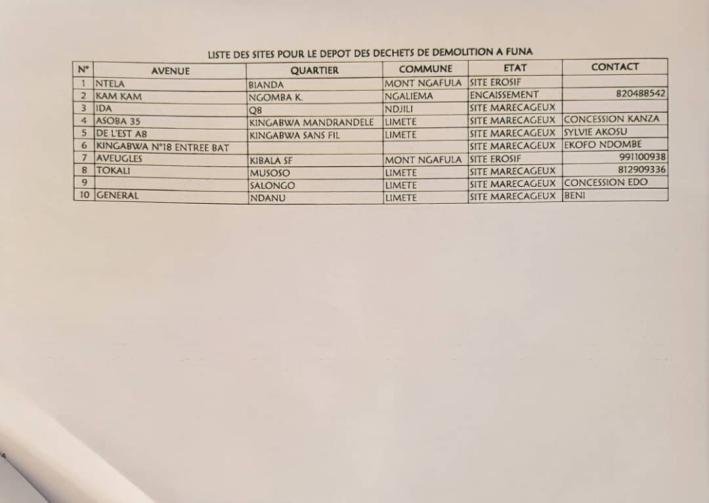 LISTE DES SITES POUR LE DEPOT DES DECHETS DE DEMOLITION A FUNA
N° AVENUE QUARTIER COMMUNE ETAT CONTACT
1 NTELA BIANDA MONT NGAFULA SITE EROSIF
2 KAM KAM NGOMBA K. NGALIEMA ENCAISSEMENT 820488542
3 IDA Q8 NDJILI SITE MARECAGEUX
4 ASOBA 35 KINGABWA MANDRANDELE LIMETE SITE MARECAGEUX CONCESSION KANZA
5 DE L'EST AB KINGABWA SANS FIL LIMETE SITE MARECAGEUX SYLVIE AKOSU
6 KINGABWA N°18 ENTREE BAT SITE MARECAGEUX EKOFO NDOMBE
7 AVEUGLES KIBALA SF MONT NGAFULA SITE EROSIF 991100938
8 TOKALI MUSOSO LIMETE SITE MARECAGEUX 812909336
9 SALONGO LIMETE SITE MARECAGEUX CONCESSION EDO
10 GENERAL NDANU LIMETE SITE MARECAGEUX BENI